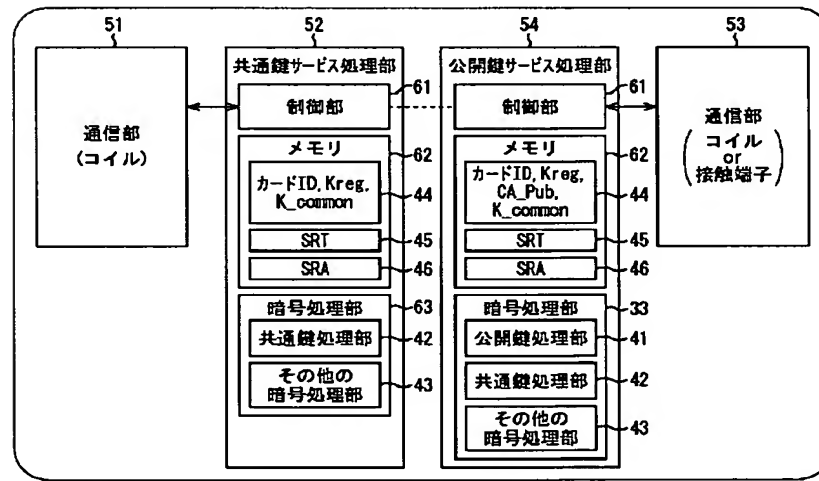 51
52
54
53
共通鍵サービス処理部
公開鍵サービス処理部
61
61
制御部
制御部
通信部
(コイル)
通信部
(コイル
or
接触端子)
メモリ
62
メモリ
62
カードID,Kreg,
K_common
44
カードID,Kreg,
CA_Pub,
K_common
44
SRT
45
SRT
45
SRA
46
SRA
46
暗号処理部
63
暗号処理部
33
共通鍵処理部
42
公開鍵処理部
41
その他の
暗号処理部
43
共通鍵処理部
42
その他の
暗号処理部
43